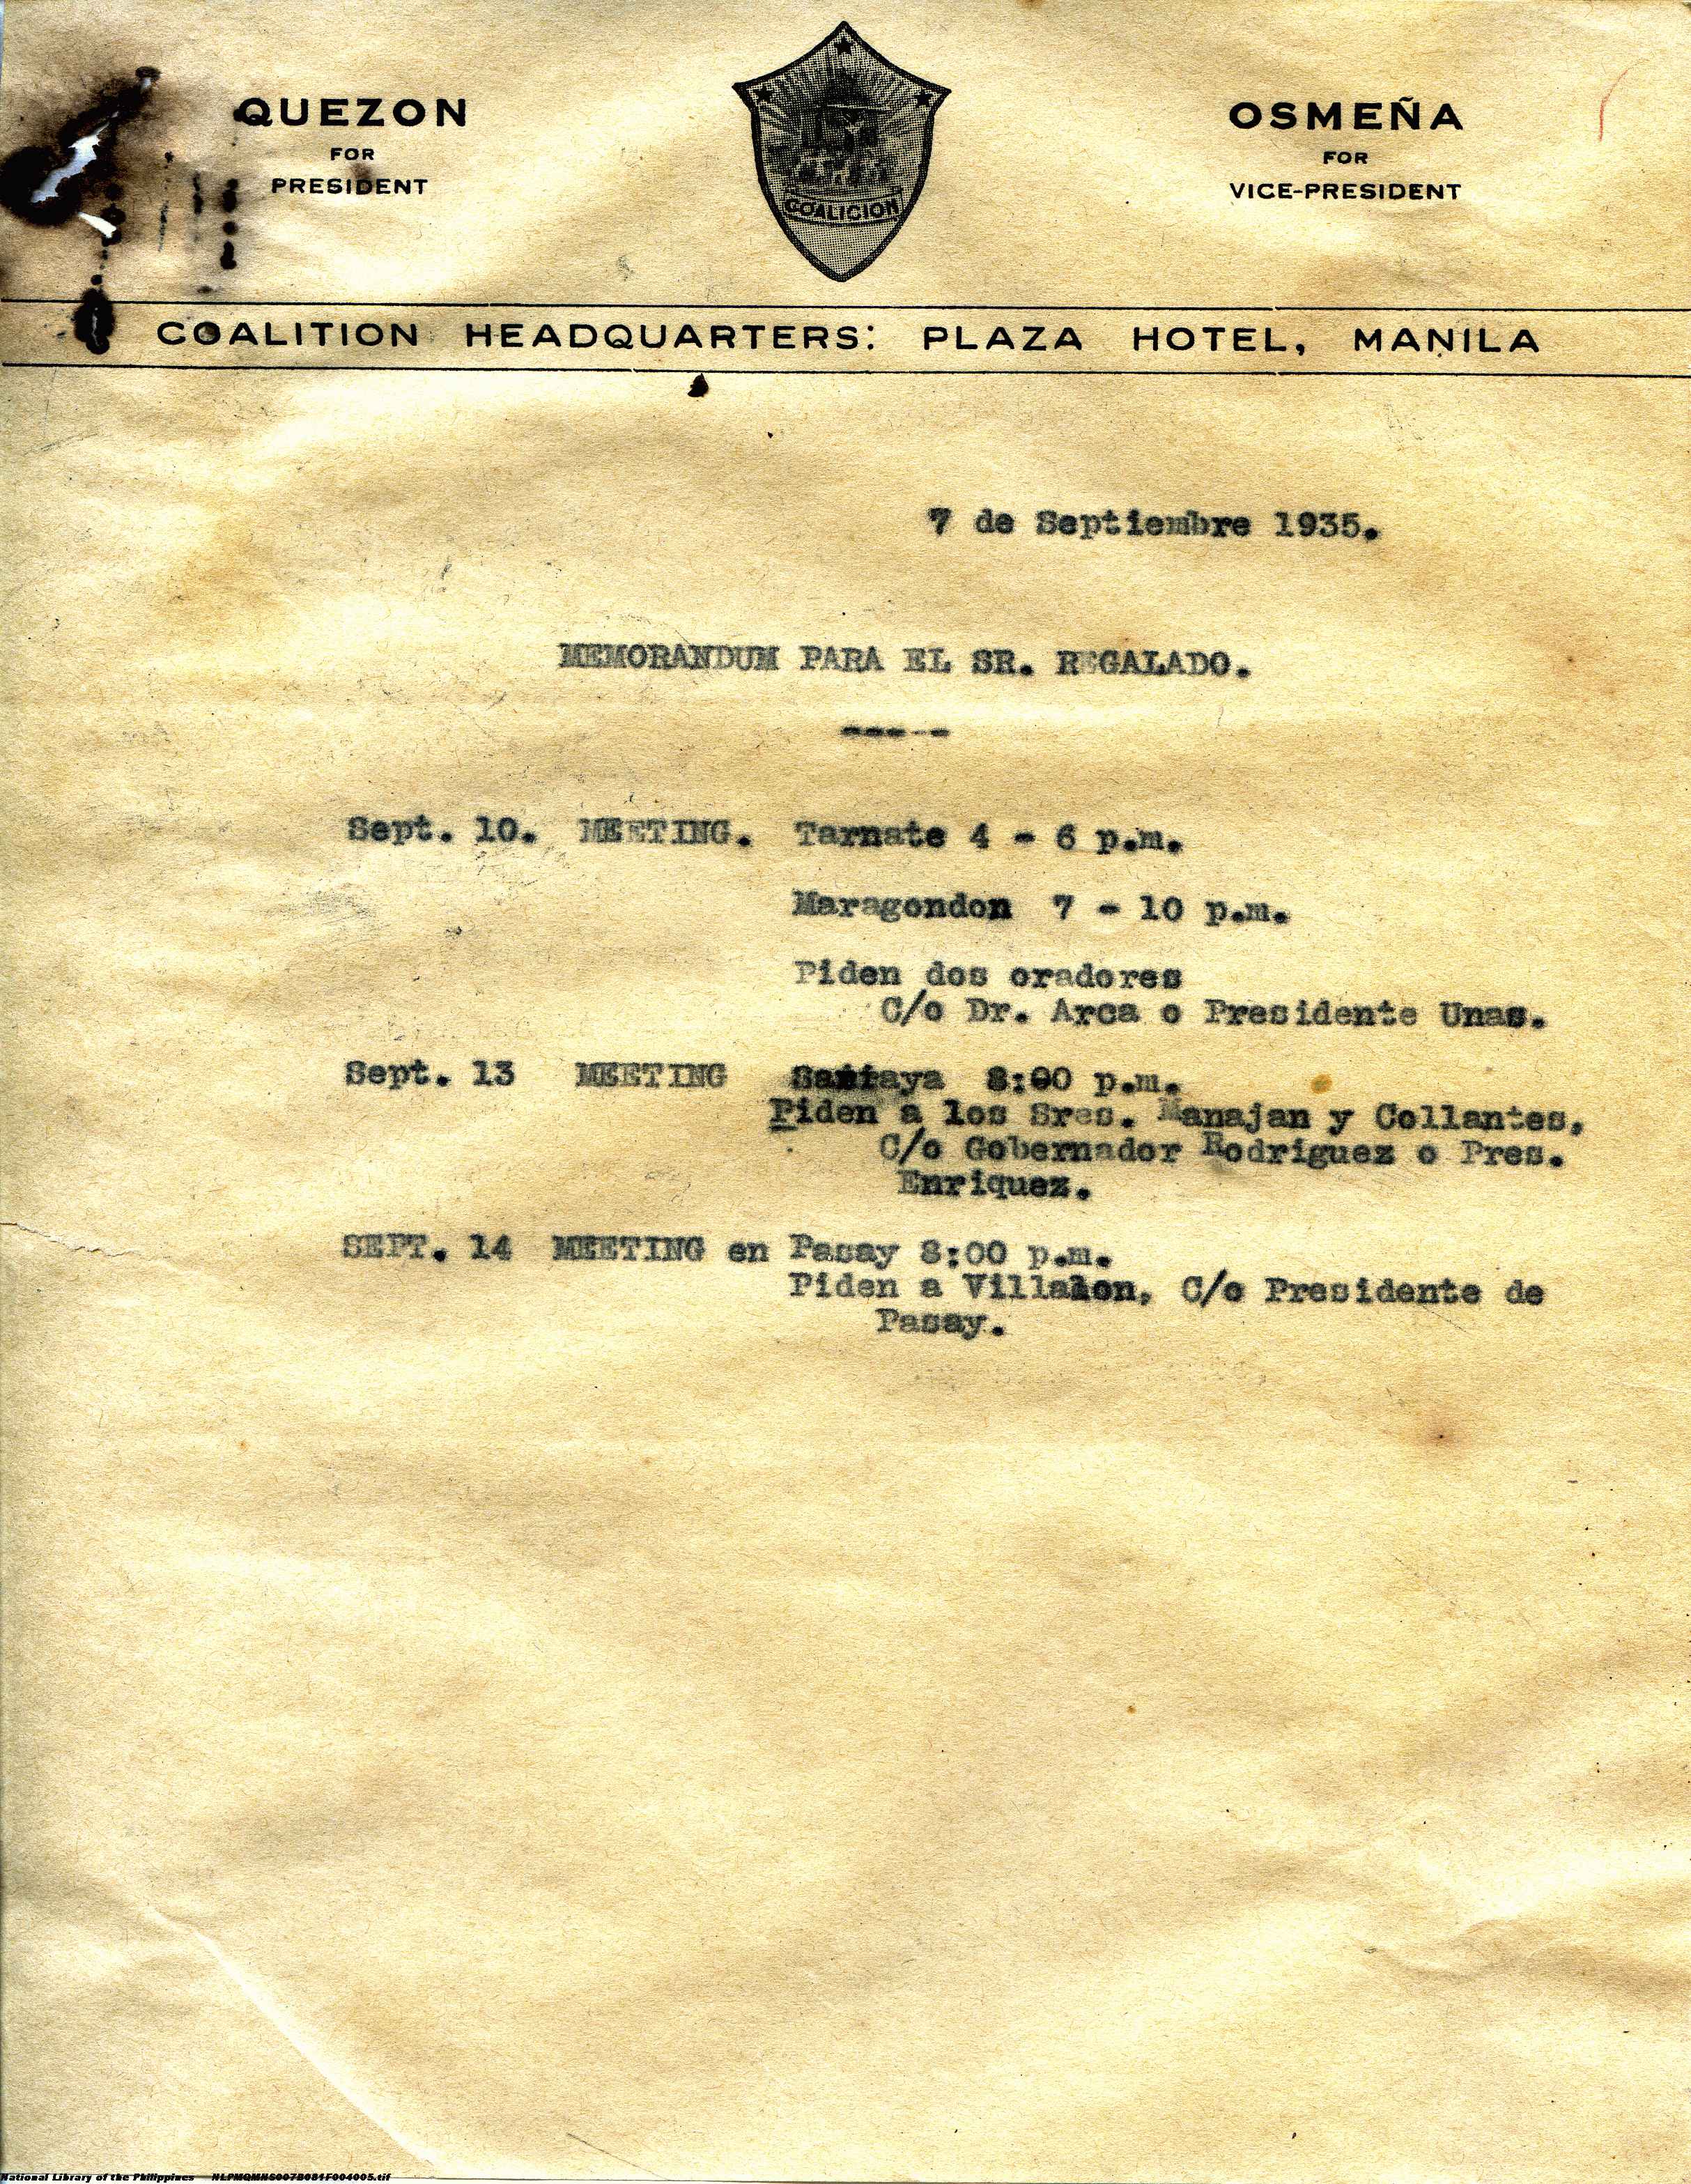 QUEZON
FOR
PRESIDENT
COALICION
OSMEÑA
FOR
VICE-PRESIDENT
COALITION HEADQUARTERS: PLAZA HOTEL, MANILA
7 de Septiembre 1935.
MEMORANDUM PARA EL SR. REGALADO.
-----
Sept. 10. MEETING. Tarnate 4 - 6 p.m.
Maragondon 7 - 10 p.m.
Piden dos oradores
C/o Dr. Arca o Presidente Unas.
Sept. 13 MEETING 8:00 p.m.
Piden a los Sres. Manajan y Collantes,
C/o Gobernador Rodriguez o Pres.
Enriquez.
SEPT. 14 MEETING en Pasay 8:00 p.m.
Piden a Villalon, C/o Presidente de
Pasay.
National Library of the Philippines NLPMQMNS007B081F004005.tif